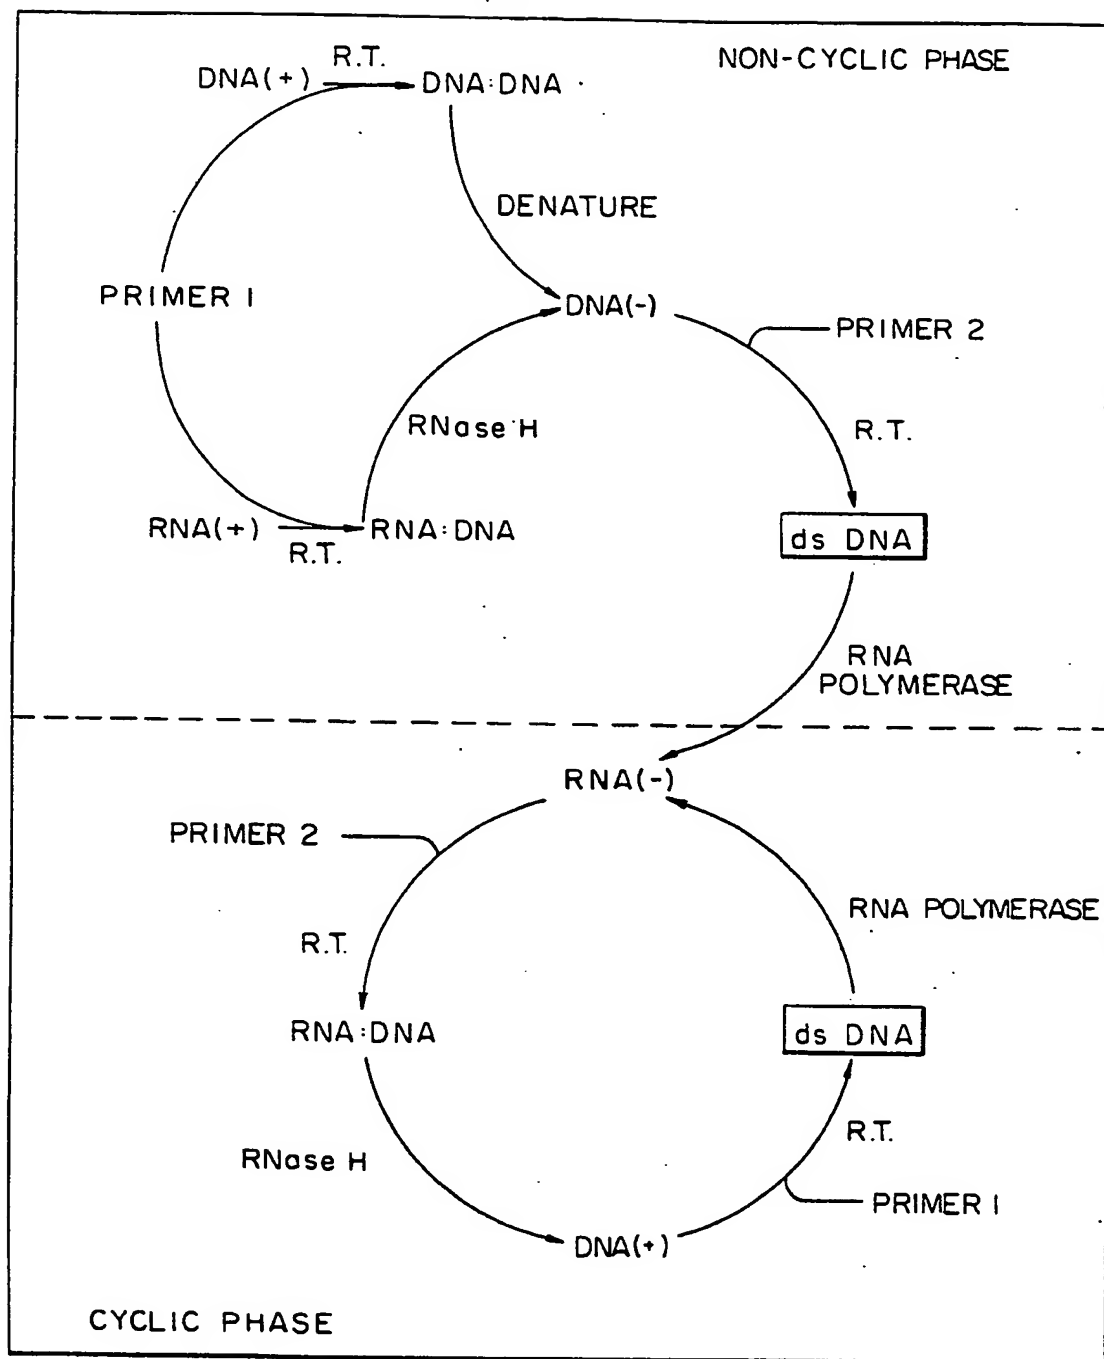 NON-CYCLIC PHASE
R.T.
DNA(+)
DNA:DNA
DENATURE
PRIMER 1
DNA(-)
PRIMER 2
RNase H
R.T.
RNA(+)
RNA:DNA
R.T.
ds DNA
RNA
POLYMERASE
RNA(-)
PRIMER 2
RNA POLYMERASE
R.T.
RNA:DNA
ds DNA
R.T.
RNase H
PRIMER 1
DNA(+)
CYCLIC PHASE